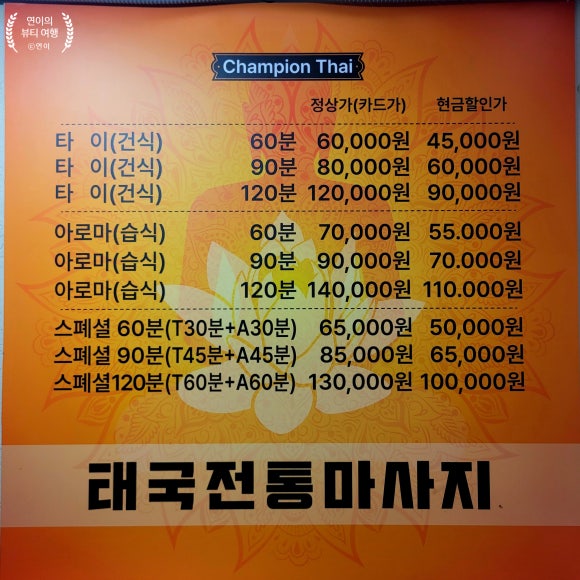 연이의
뷰티 여행
©연이
Champion Thai
정상가(카드가) 현금할인가
타 이(건식) 60분 60,000원 45,000원
타 이(건식) 90분 80,000원 60,000원
타 이(건식) 120분 120,000원 90,000원
아로마(습식) 60분 70,000원 55.000원
아로마(습식) 90분 90,000원 70.000원
아로마(습식) 120분 140,000원 110.000원
스폐셜 60분(T30분+A30분) 65,000원 50,000원
스폐셜 90분(T45분+A45분) 85,000원 65,000원
스폐셜120분(T60분+A60분) 130,000원 100,000원
태국전통마사지